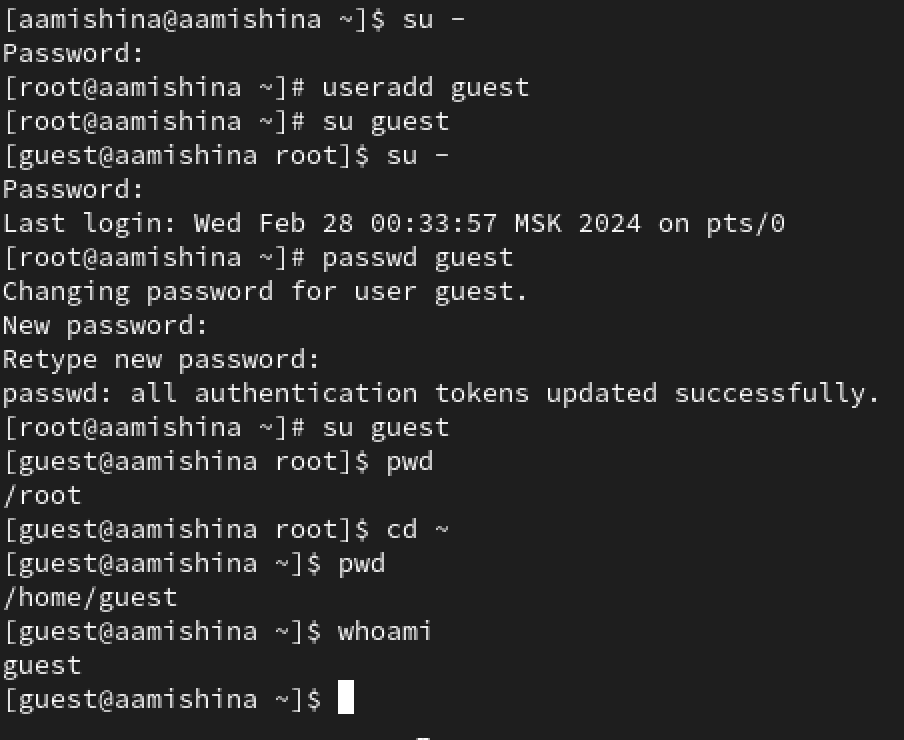 [aamishina@aamishina ~]$ su -
Password:
[root@aamishina ~]# useradd guest
[root@aamishina ~]# su guest
[guest@aamishina root]$ su -
Password:
Last login: Wed Feb 28 00:33:57 MSK 2024 on pts/0
[root@aamishina ~]# passwd guest
Changing password for user guest.
New password:
Retype new password:
passwd: all authentication tokens updated successfully.
[root@aamishina ~]# su guest
[guest@aamishina root]$ pwd
/root
[guest@aamishina root]$ cd ~
[guest@aamishina ~]$ pwd
/home/guest
[guest@aamishina ~]$ whoami
guest
[guest@aamishina ~]$